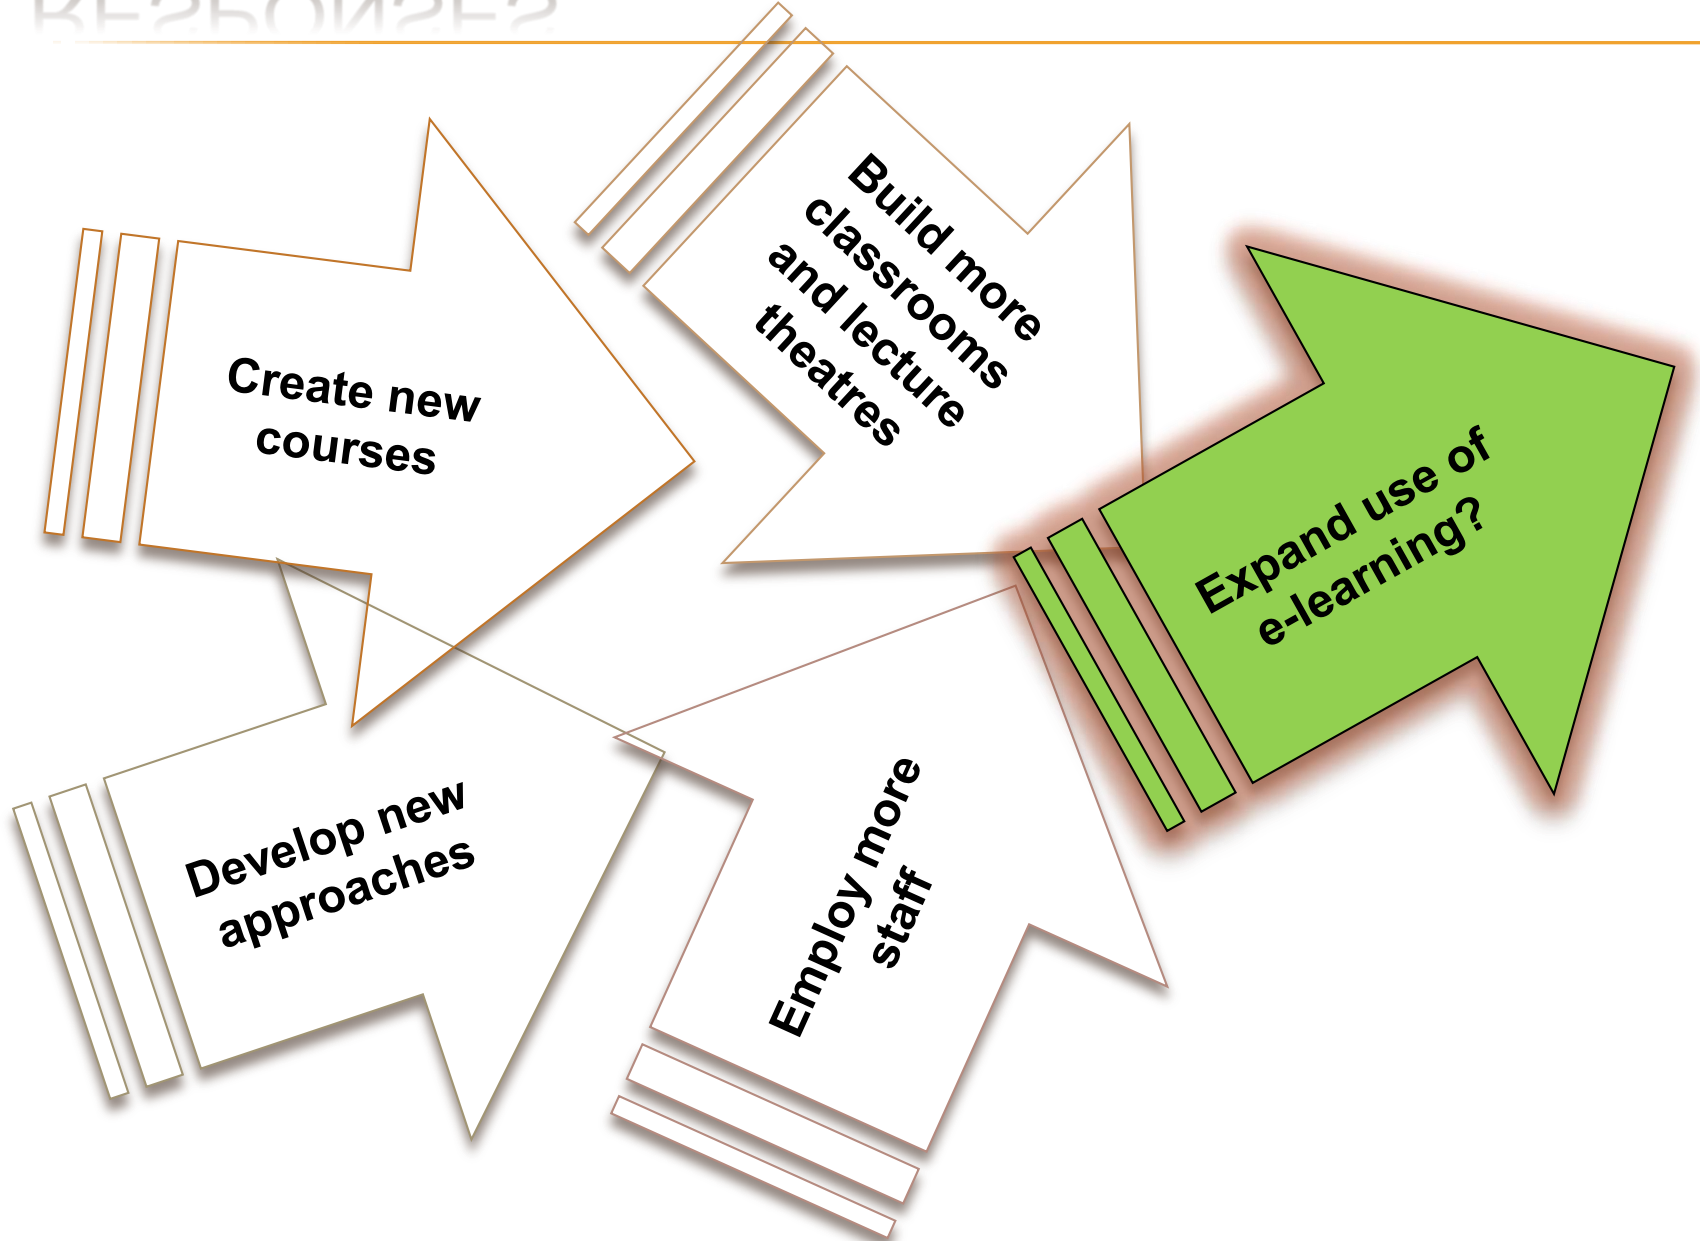 RESPONSES
Create new
courses
Build more
classrooms
and lecture
theatres
Expand use of
e-learning?
Develop new
approaches
Employ more
staff